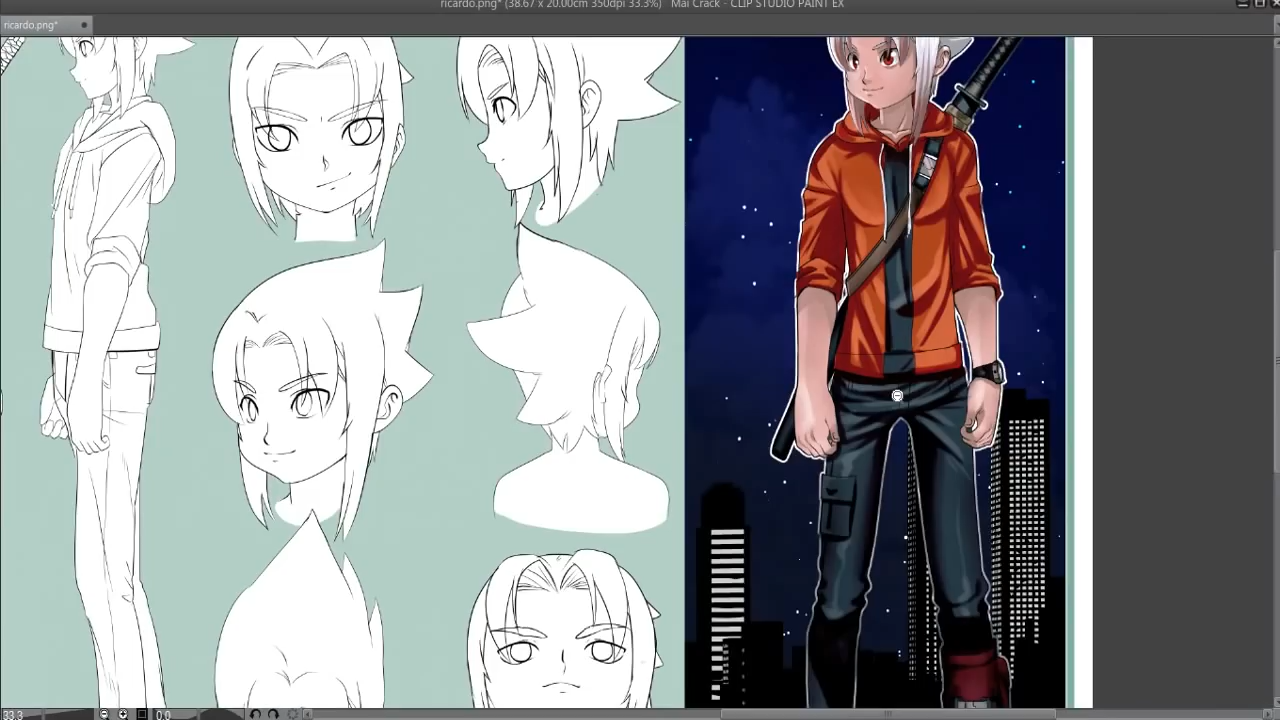 ricardo.png* (38.67 x 20.00cm 350dpi 33.3%) - Mai Crack - CLIP STUDIO PAINT EX
ricardo.png*
33.3
0.0